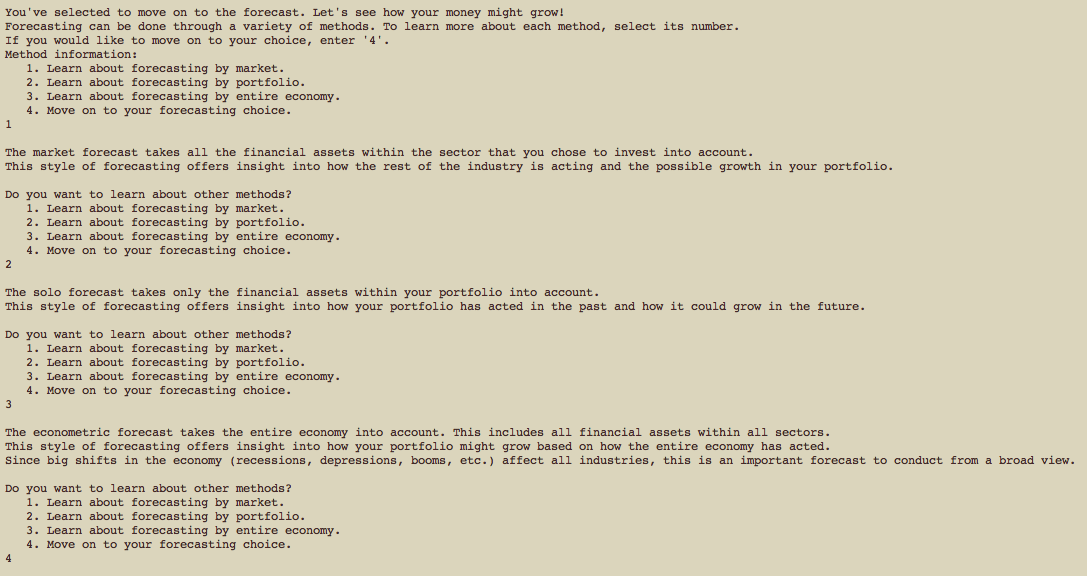 You've selected to move on to the forecast. Let's see how your money might grow!
Forecasting can be done through a variety of methods. To learn more about each method, select its number.
If you would like to move on to your choice, enter '4'.
Method information:
1. Learn about forecasting by market.
2. Learn about forecasting by portfolio.
3. Learn about forecasting by entire economy.
4. Move on to your forecasting choice.
1
The market forecast takes all the financial assets within the sector that you chose to invest into account.
This style of forecasting offers insight into how the rest of the industry is acting and the possible growth in your portfolio.
Do you want to learn about other methods?
1. Learn about forecasting by market.
2. Learn about forecasting by portfolio.
3. Learn about forecasting by entire economy.
4. Move on to your forecasting choice.
2
The solo forecast takes only the financial assets within your portfolio into account.
This style of forecasting offers insight into how your portfolio has acted in the past and how it could grow in the future.
Do you want to learn about other methods?
1. Learn about forecasting by market.
2. Learn about forecasting by portfolio.
3. Learn about forecasting by entire economy.
4. Move on to your forecasting choice.
3
The econometric forecast takes the entire economy into account. This includes all financial assets within all sectors.
This style of forecasting offers insight into how your portfolio might grow based on how the entire economy has acted.
Since big shifts in the economy (recessions, depressions, booms, etc.) affect all industries, this is an important forecast to conduct from a broad view.
Do you want to learn about other methods?
1. Learn about forecasting by market.
2. Learn about forecasting by portfolio.
3. Learn about forecasting by entire economy.
4. Move on to your forecasting choice.
4